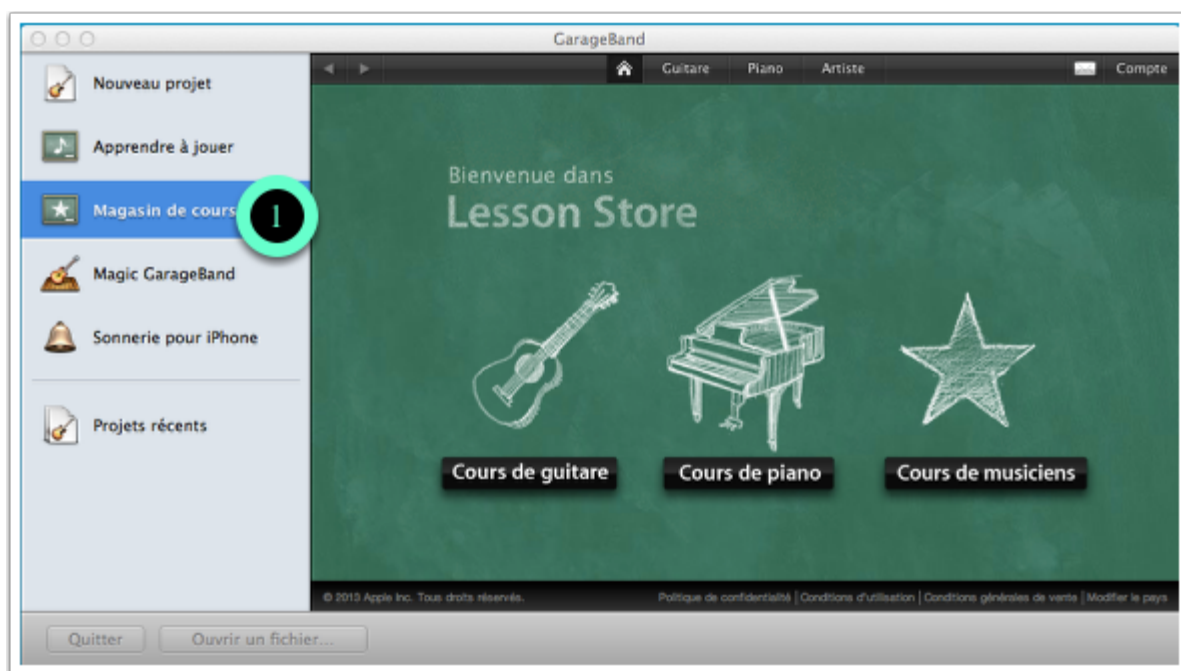 GarageBand
Nouveau projet
Apprendre à jouer
Magasin de cours
1
Magic GarageBand
Sonnerie pour iPhone
Projets récents
Guitare Piano Artiste Compte
Bienvenue dans
Lesson Store
Cours de guitare Cours de piano Cours de musiciens
© 2013 Apple Inc. Tous droits réservés. Politique de confidentialité | Conditions d'utilisation | Conditions générales de vente | Modifier le pays
Quitter Ouvrir un fichier...